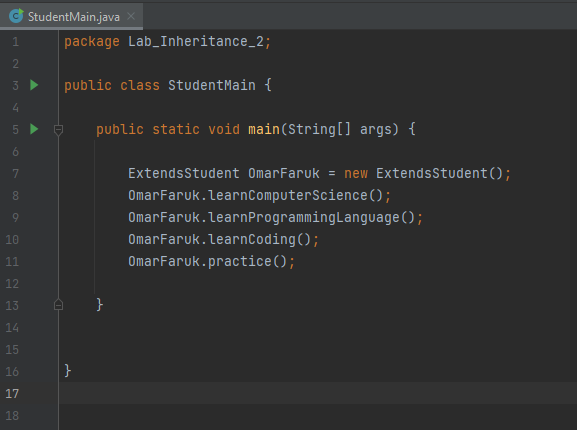 StudentMain.java
1 package Lab_Inheritance_2;
2
3 public class StudentMain {
4
5 public static void main(String[] args) {
6
7 ExtendsStudent OmarFaruk = new ExtendsStudent();
8 OmarFaruk.learnComputerScience();
9 OmarFaruk.learnProgrammingLanguage();
10 OmarFaruk.learnCoding();
11 OmarFaruk.practice();
12
13 }
14
15
16 }
17
18